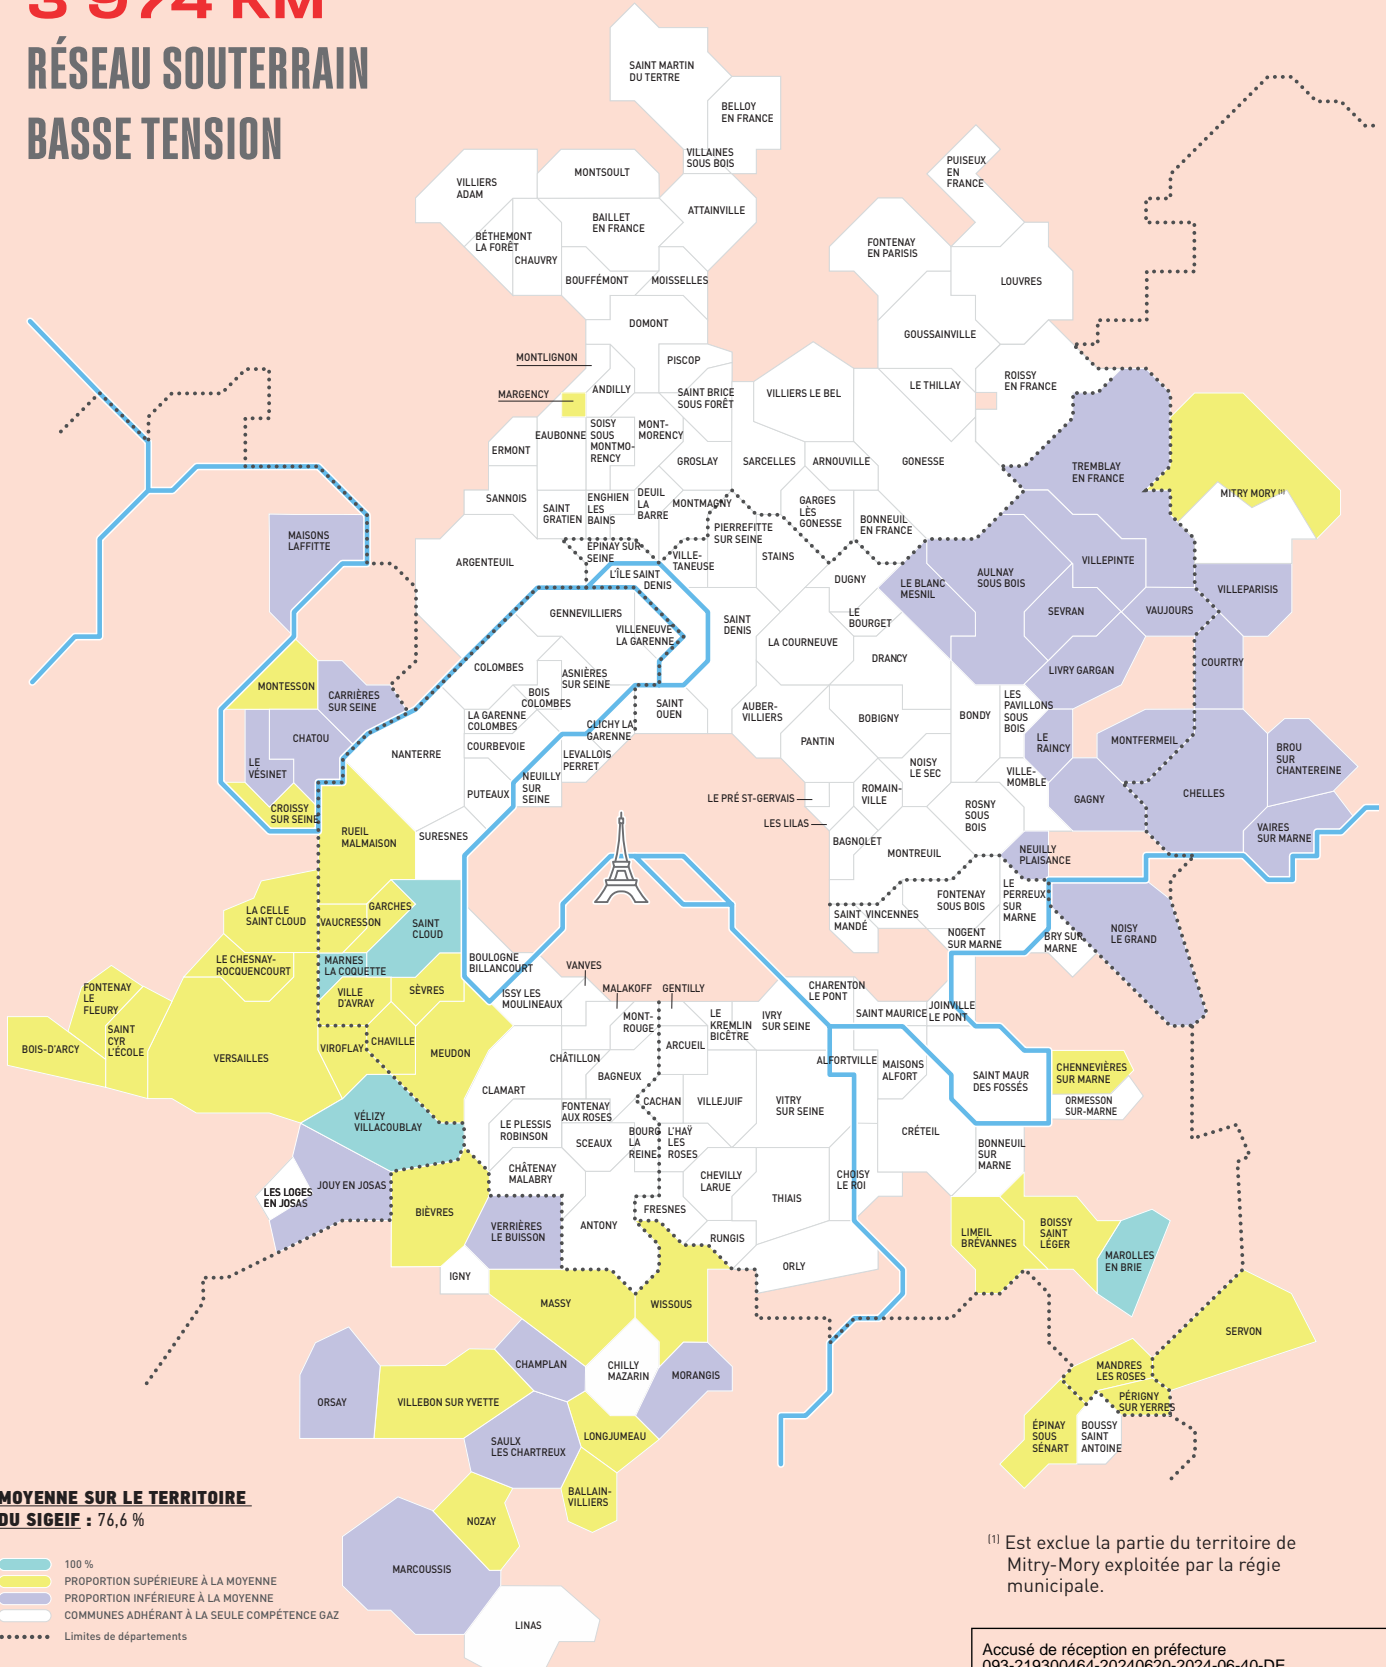 3 974 KM
RÉSEAU SOUTERRAIN
BASSE TENSION
SAINT MARTIN
DU TERTRE
BELLOY
EN FRANCE
VILLAINES
SOUS BOIS
PUISEUX
EN
FRANCE
MONTSOULT
VILLIERS
ADAM
ATTAINVILLE
BAILLET
EN FRANCE
BÉTHEMONT
LA FORÊT
CHAUVRY
FONTENAY
EN PARISIS
BOUFFÉMONT
MOISSELLES
LOUVRES
DOMONT
GOUSSAINVILLE
MONTLIGNON
PISCOP
ROISSY
EN FRANCE
LE THILLAY
MARGENCY
ANDILLY
SAINT BRICE
SOUS FORÊT
VILLIERS LE BEL
EAUBONNE
SOISY
SOUS
MONTMO-
RENCY
MONT-
MORENCY
ERMONT
GROSLAY
SARCELLES
ARNOUVILLE
GONESSE
TREMBLAY
EN FRANCE
MITRY MORY (1)
SANNOIS
SAINT
GRATIEN
ENGHIEN
LES
BAINS
DEUIL
LA
BARRE
MONTMAGNY
GARGES
LÈS
GONESSE
BONNEUIL
EN FRANCE
PIERREFITTE
SUR SEINE
MAISONS
LAFFITTE
ARGENTEUIL
ÉPINAY SUR
SEINE
VILLE-
TANEUSE
STAINS
L'ÎLE SAINT
DENIS
DUGNY
LE BLANC
MESNIL
AULNAY
SOUS BOIS
VILLEPINTE
VILLEPARISIS
SEVRAN
VAUJOURS
GENNEVILLIERS
VILLENEUVE
LA GARENNE
SAINT
DENIS
LE
BOURGET
LA COURNEUVE
DRANCY
COURTRY
LIVRY GARGAN
COLOMBES
ASNIÈRES
SUR SEINE
BOIS
COLOMBES
MONTESSON
CARRIÈRES
SUR SEINE
SAINT
OUEN
AUBER-
VILLIERS
BOBIGNY
BONDY
LES
PAVILLONS
SOUS
BOIS
LA GARENNE
COLOMBES
CLICHY LA
GARENNE
CHATOU
COURBEVOIE
LEVALLOIS
PERRET
NANTERRE
PANTIN
LE
RAINCY
MONTFERMEIL
BROU
SUR
CHANTEREINE
LE
VÉSINET
NEUILLY
SUR
SEINE
NOISY
LE SEC
VILLE-
MOMBLE
PUTEAUX
ROMAIN-
VILLE
LE PRÉ ST-GERVAIS
GAGNY
CHELLES
CROISSY
SUR SEINE
ROSNY
SOUS
BOIS
LES LILAS
RUEIL
MALMAISON
SURESNES
BAGNOLET
MONTREUIL
NEUILLY
PLAISANCE
VAIRES
SUR MARNE
LE
PERREUX
SUR
MARNE
FONTENAY
SOUS BOIS
LA CELLE
SAINT CLOUD
GARCHES
VAUCRESSON
SAINT
CLOUD
SAINT
MANDÉ
VINCENNES
NOGENT
SUR MARNE
BRY SUR
MARNE
NOISY
LE GRAND
LE CHESNAY-
ROCQUENCOURT
MARNES
LA COQUETTE
BOULOGNE
BILLANCOURT
VANVES
FONTENAY
LE
FLEURY
VILLE
D'AVRAY
SÈVRES
ISSY LES
MOULINEAUX
MALAKOFF
GENTILLY
CHARENTON
LE PONT
SAINT MAURICE
JOINVILLE
LE PONT
SAINT
CYR
L'ÉCOLE
MONT-
ROUGE
LE
KREMLIN
BICÊTRE
IVRY
SUR SEINE
BOIS-D'ARCY
VERSAILLES
VIROFLAY
CHAVILLE
MEUDON
CHÂTILLON
ARCUEIL
ALFORTVILLE
MAISONS
ALFORT
SAINT MAUR
DES FOSSÉS
CHENNEVIÈRES
SUR MARNE
CLAMART
BAGNEUX
ORMESSON
SUR-MARNE
VÉLIZY
VILLACOUBLAY
FONTENAY
AUX ROSES
CACHAN
VILLEJUIF
VITRY
SUR SEINE
LE PLESSIS
ROBINSON
SCEAUX
BOURG
LA
REINE
L'HAŸ
LES
ROSES
CRÉTEIL
BONNEUIL
SUR
MARNE
CHÂTENAY
MALABRY
CHEVILLY
LARUE
CHOISY
LE ROI
JOUY EN JOSAS
LES LOGES
EN JOSAS
THIAIS
BIÈVRES
FRESNES
VERRIÈRES
LE BUISSON
ANTONY
RUNGIS
LIMEIL
BRÉVANNES
BOISSY
SAINT
LÉGER
MAROLLES
EN BRIE
IGNY
ORLY
MASSY
WISSOUS
SERVON
CHAMPLAN
CHILLY
MAZARIN
MORANGIS
MANDRES
LES ROSES
ORSAY
VILLEBON SUR YVETTE
PÉRIGNY
SUR YERRES
ÉPINAY
SOUS
SÉNART
BOUSSY
SAINT
ANTOINE
SAULX
LES CHARTREUX
LONGJUMEAU
BALLAIN-
VILLIERS
NOZAY
MARCOUSSIS
LINAS
MOYENNE SUR LE TERRITOIRE
DU SIGEIF : 76,6 %
100 %
PROPORTION SUPÉRIEURE À LA MOYENNE
PROPORTION INFÉRIEURE À LA MOYENNE
COMMUNES ADHÉRANT À LA SEULE COMPÉTENCE GAZ
Limites de départements
(1) Est exclue la partie du territoire de
Mitry-Mory exploitée par la régie
municipale.
Accusé de réception en préfecture
093-219300464-20240620-2024-06-40-DE